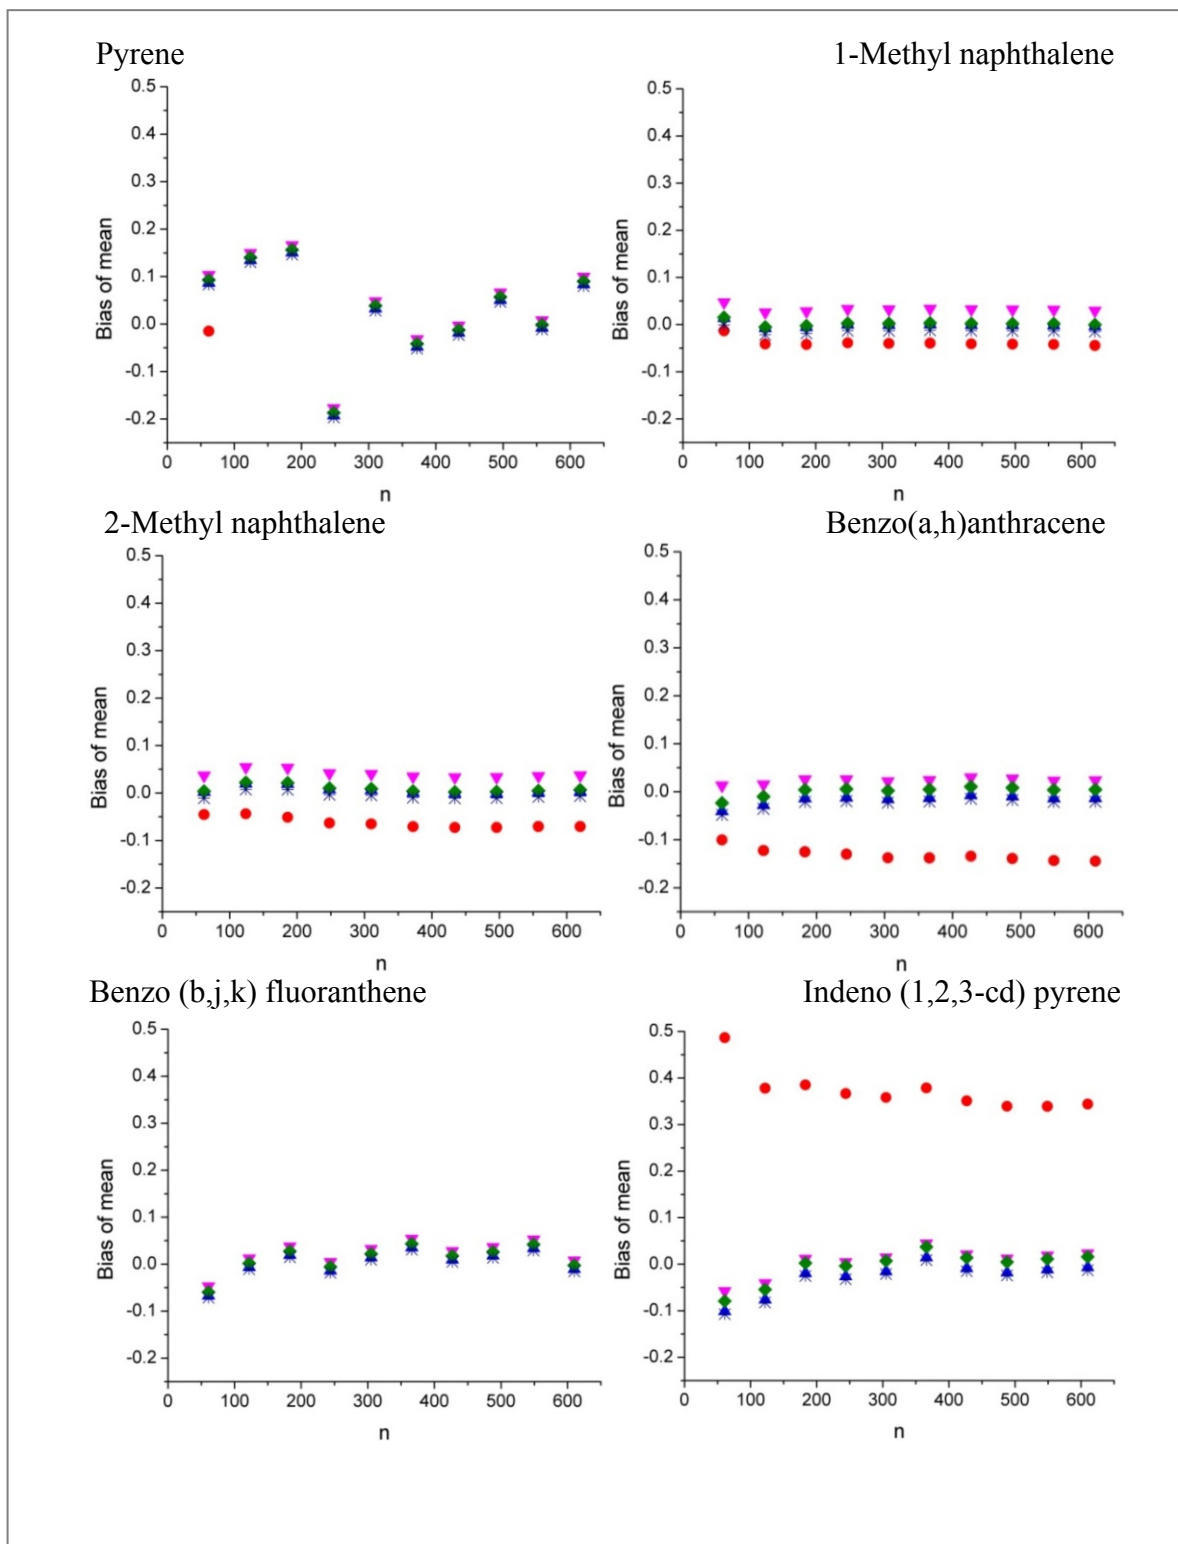 Pyrene
1-Methyl naphthalene
0.5
0.4
0.3
0.2
0.1
0.0
-0.1
-0.2
Bias of mean
0 100 200 300 400 500 600
n
0.5
0.4
0.3
0.2
0.1
0.0
-0.1
-0.2
Bias of mean
0 100 200 300 400 500 600
n
2-Methyl naphthalene
Benzo(a,h)anthracene
0.5
0.4
0.3
0.2
0.1
0.0
-0.1
-0.2
Bias of mean
0 100 200 300 400 500 600
n
0.5
0.4
0.3
0.2
0.1
0.0
-0.1
-0.2
Bias of mean
0 100 200 300 400 500 600
n
Benzo (b,j,k) fluoranthene
Indeno (1,2,3-cd) pyrene
0.5
0.4
0.3
0.2
0.1
0.0
-0.1
-0.2
Bias of mean
0 100 200 300 400 500 600
n
0.5
0.4
0.3
0.2
0.1
0.0
-0.1
-0.2
Bias of mean
0 100 200 300 400 500 600
n